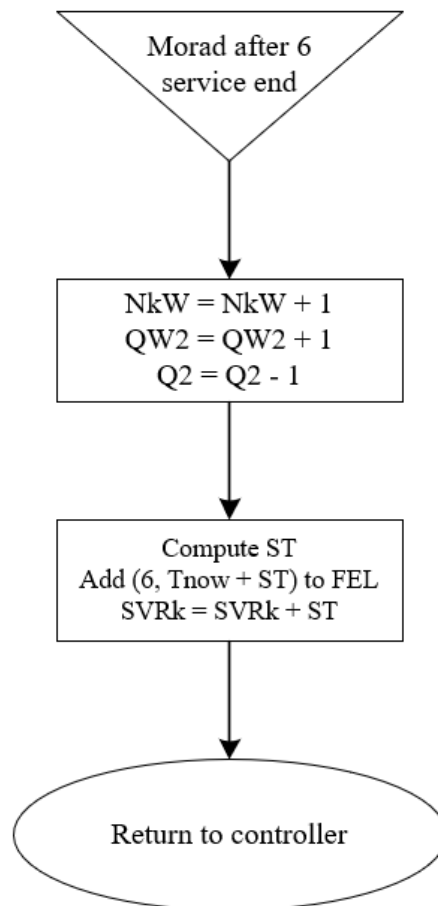 Morad after 6
service end
NkW = NkW + 1
QW2 = QW2 + 1
Q2 = Q2 - 1
Compute ST
Add (6, Tnow + ST) to FEL
SVRk = SVRk + ST
Return to controller